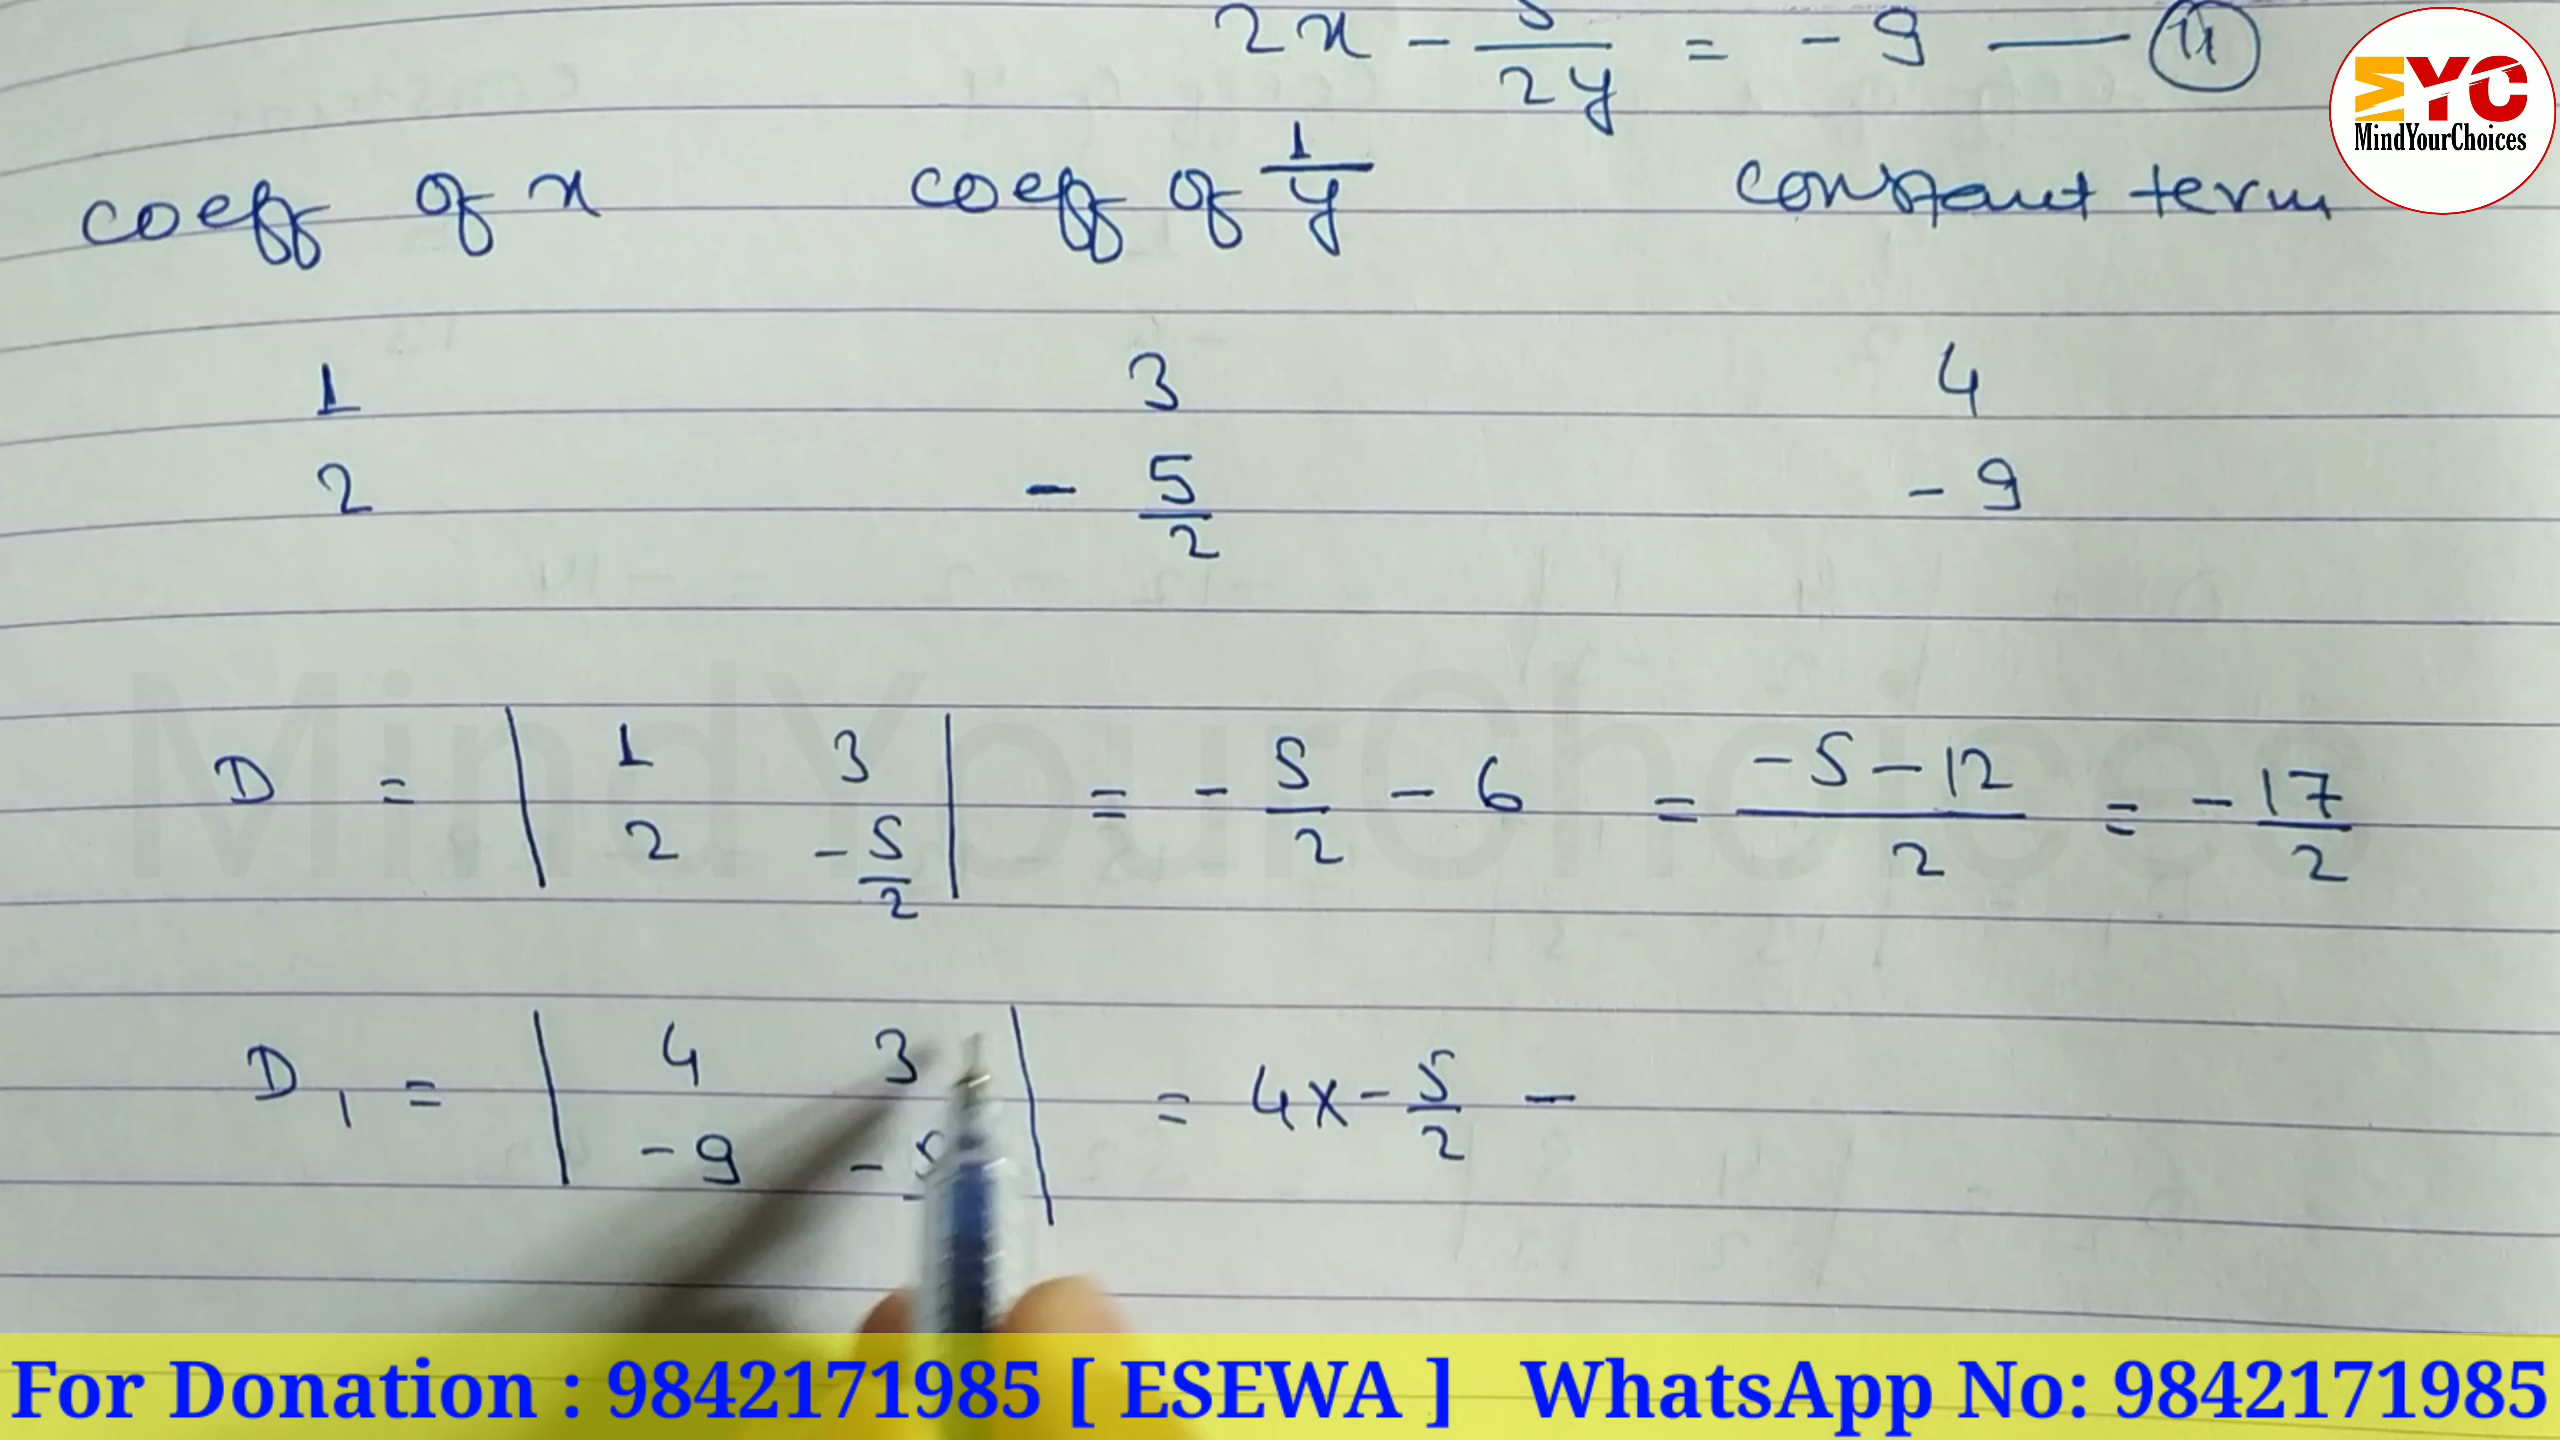 2x - 5/2y = -9 — (ii)
MYC
MindYourChoices
coeff of x coeff of 1/y constant term
1 3 4
2 - 5/2 - 9
MindYourChoices
D = | 1 3 | = - 5/2 - 6 = -5-12/2 = -17/2
2 -5/2
D1 = | 4 3 | = 4x-5/2 -
-9 -5
For Donation : 9842171985 [ ESEWA ] WhatsApp No: 9842171985